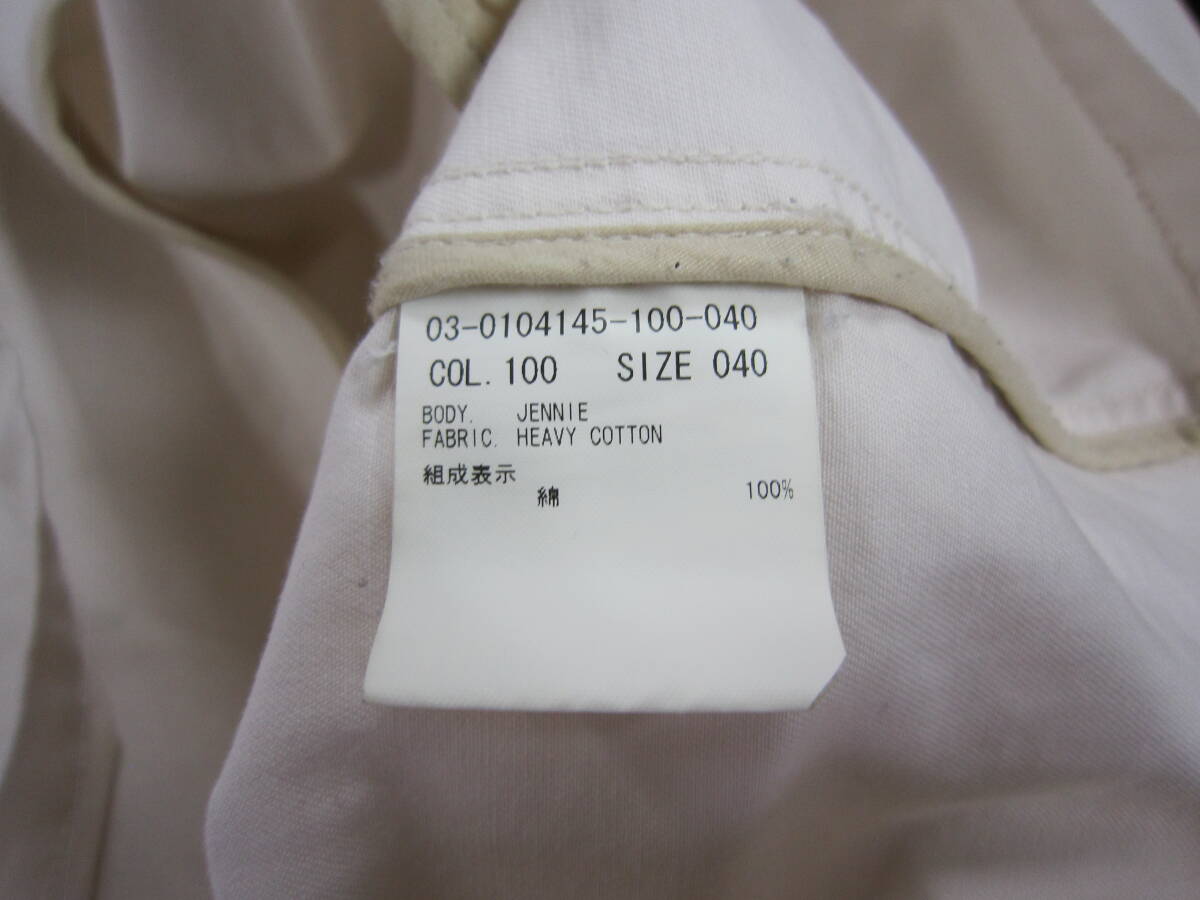 03-0104145-100-040
COL. 100 SIZE 040
BODY. JENNIE
FABRIC. HEAVY COTTON
組成表示
綿 100%